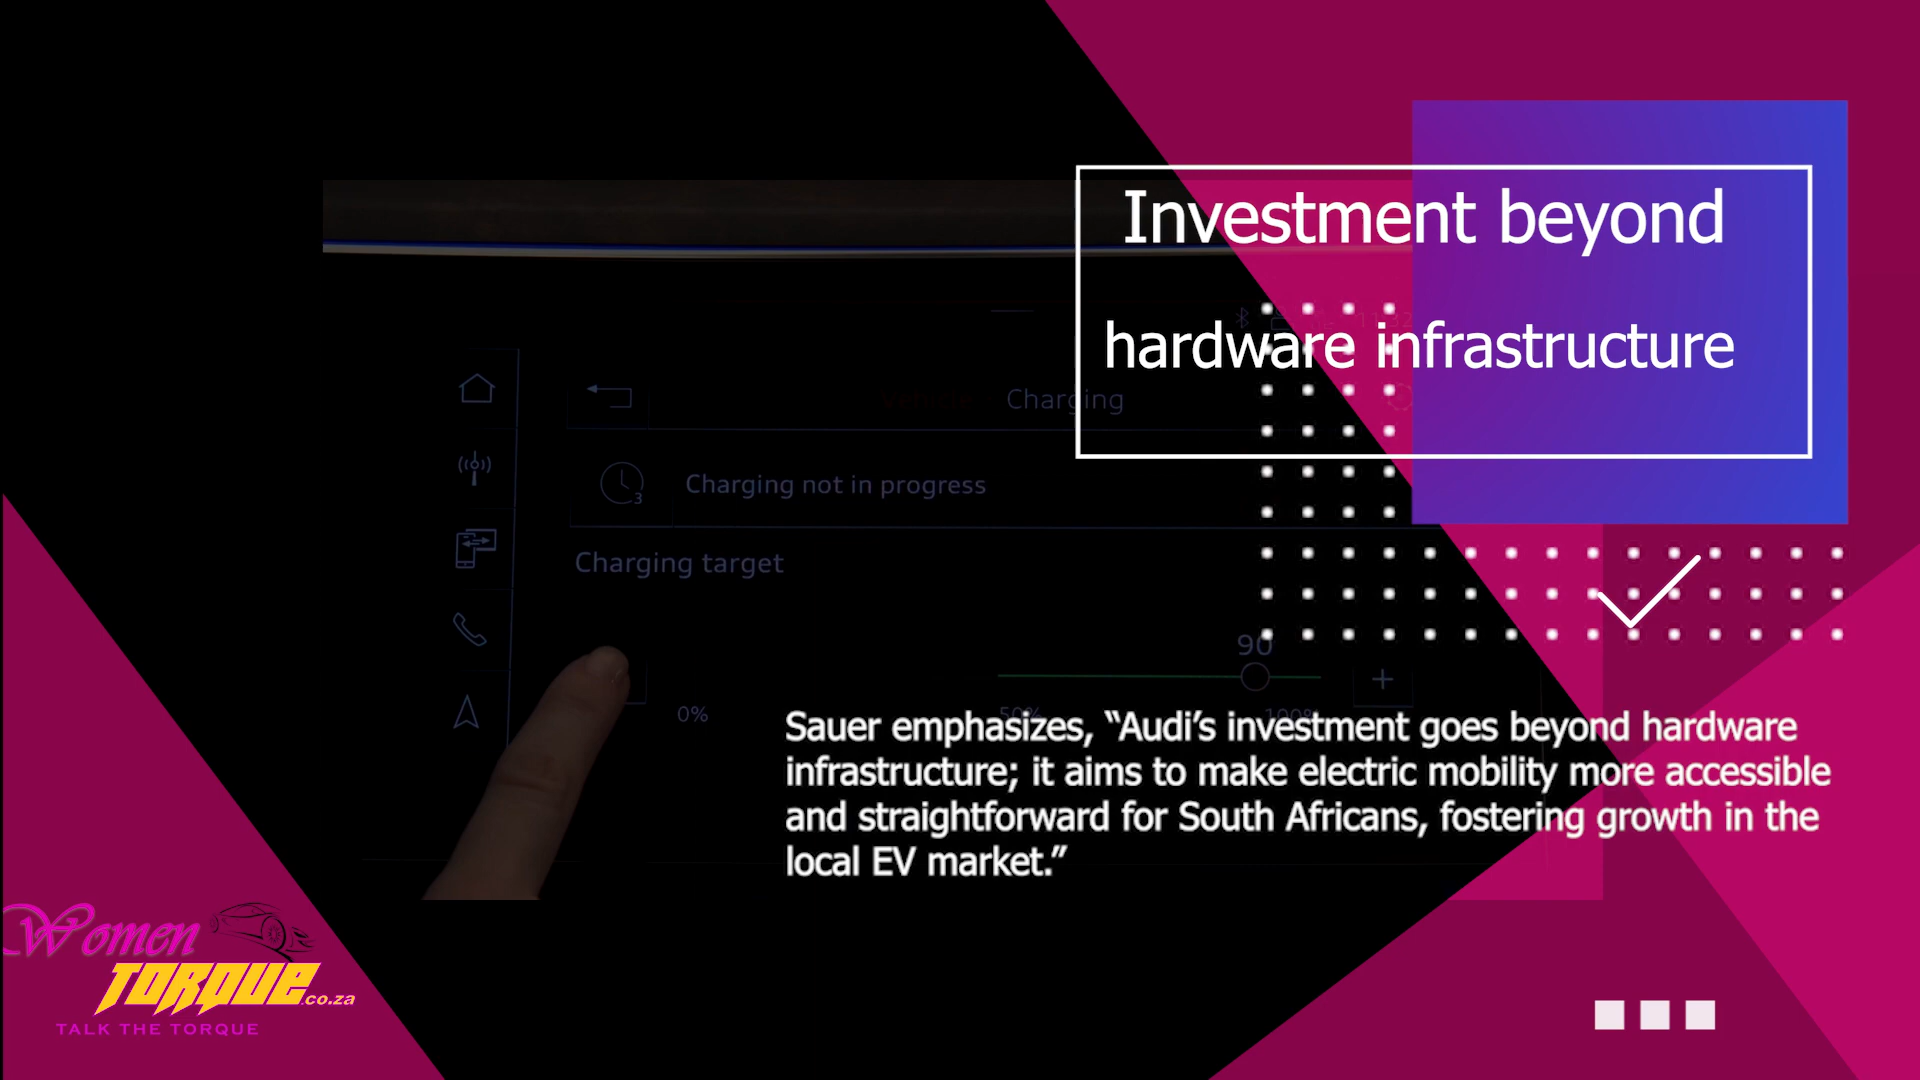 Investment beyond
hardware infrastructure
Charging
Charging not in progress
3
Charging target
90
0%
50%
100%
Sauer emphasizes, “Audi’s investment goes beyond hardware
infrastructure; it aims to make electric mobility more accessible
and straightforward for South Africans, fostering growth in the
local EV market.”
Women
TORQUE.co.za
TALK THE TORQUE